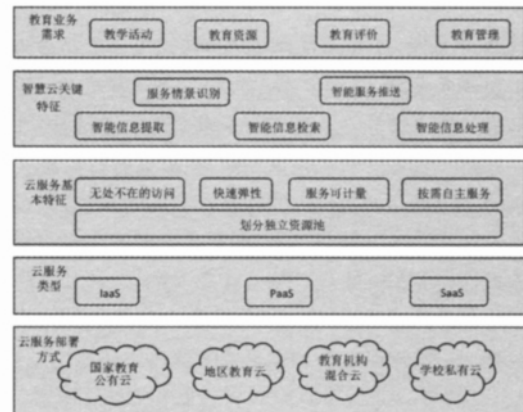 教育业务
需求
教学活动
教育资源
教育评价
教育管理
智慧云关键
特征
服务情景识别
智能服务推送
智能信息提取
智能信息检索
智能信息处理
云服务基
本特征
无处不在的访问
快速弹性
服务可计量
按需自主服务
划分独立资源地
云服务
类型
IaaS
PaaS
SaaS
云服务部署
方式
国家教育
公有云
地区教育云
教育机构
混合云
学校私有云